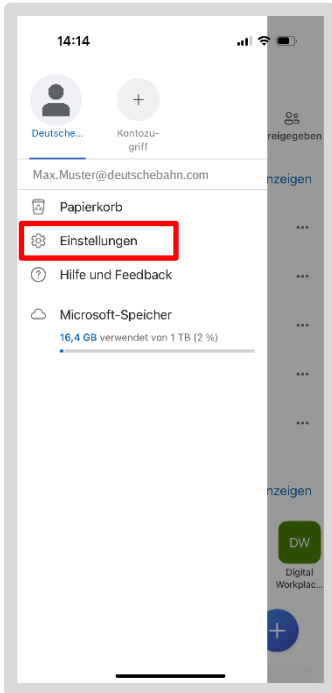 14:14
Deutsche...
Kontozu-
griff
Max.Muster@deutschebahn.com
Papierkorb
Einstellungen
Hilfe und Feedback
Microsoft-Speicher
16,4 GB verwendet von 1 TB (2 %)
reigegeben
nzeigen
nzeigen
DW
Digital
Workplac...